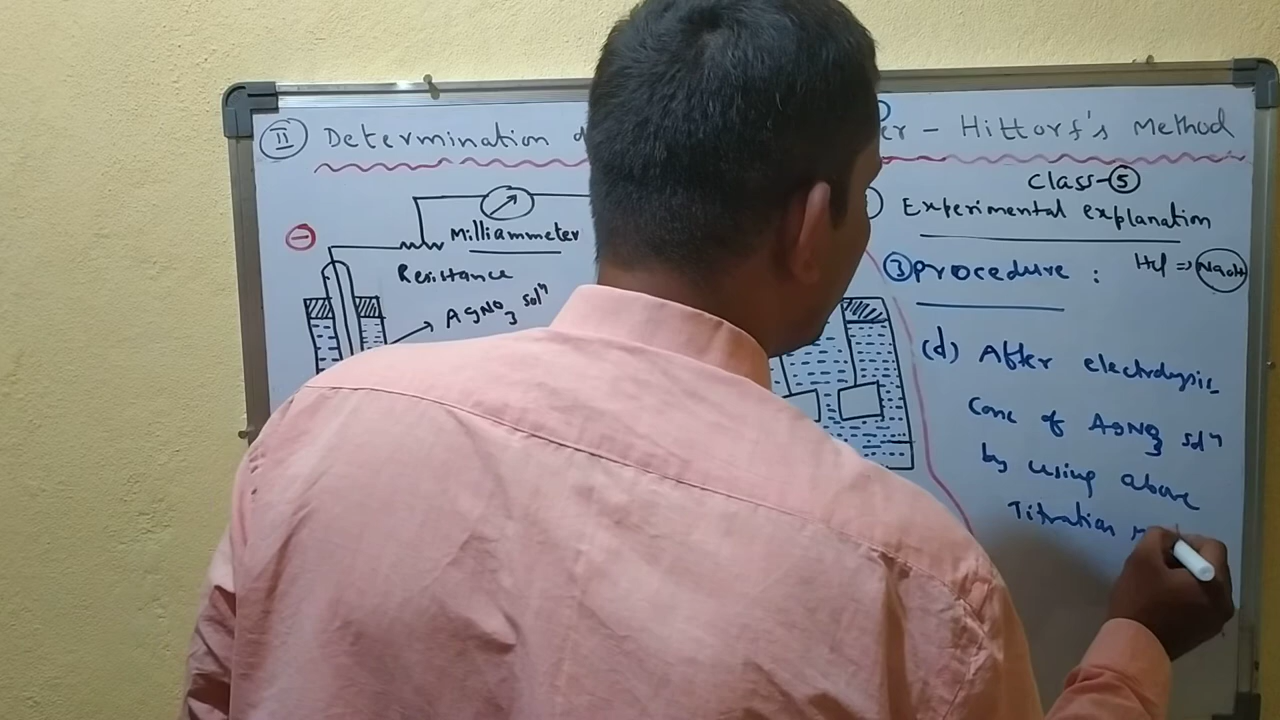 II Determination
er - Hittorf's Method
Class - 5
Experimental explanation
Milliammeter
Resistance
AgNO3 solⁿ
3 procedure : Hcl => NaoH
(d) After electrolysis
Conc of AgNO3 solⁿ
by using above
Titration